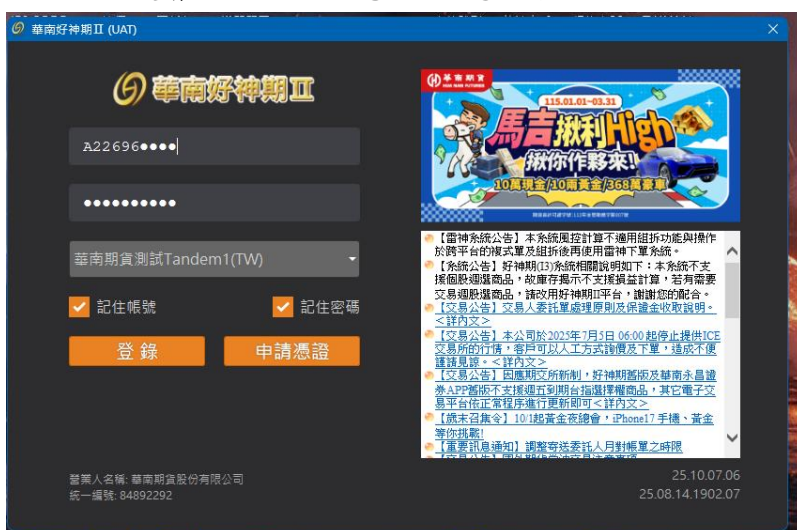 華南好神期II (UAT)
華南好神期II
A22696●●●●
●●●●●●●●●●
華南期貨測試Tandem1(TW)
記住帳號
記住密碼
登 錄
申請憑證
營業人名稱: 華南期貨股份有限公司
統一編號: 84892292
華南期貨
HUA NAN FUTURES
115.01.01-03.31
馬吉揪利High
揪你作夥來!!
10萬現金/10兩黃金/368萬豪車
【雷神系統公告】本系統風控計算不適用組拆功能與操作
於跨平台的複式單及組拆後再使用雷神下單系統。
【系統公告】好神期(I3)系統相關說明如下：本系統不支
援個股週選商品，故庫存揭示不支援損益計算，若有需要
交易週股選商品，請改用好神期II平台，謝謝您的配合。
【交易公告】交易人委託單處理原則及保證金收取說明。
<詳內文>
【交易公告】本公司於2025年7月5日 06:00 起停止提供ICE
交易所的行情，客戶可以人工方式詢價及下單，造成不便
謹請見諒。<詳內文>
【交易公告】因應期交所新制，好神期舊版及華南永昌證
券APP舊版不支援週五到期台指選擇權商品，其它電子交
易平台依正常程序進行更新即可<詳內文>
【歲末召集令】10/1起黃金夜總會，iPhone17手機、黃金
等你挑戰!
【重要訊息通知】調整寄送委託人月對帳單之時限
25.10.07.06
25.08.14.1902.07